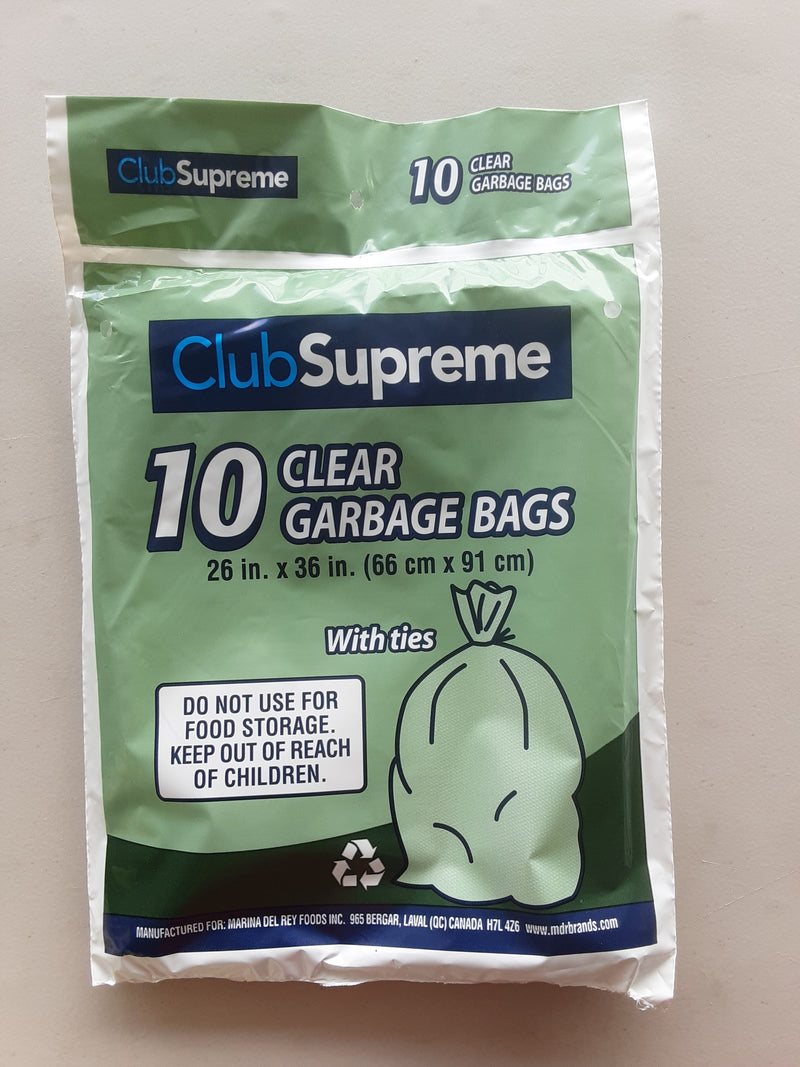 ClubSupreme
10 CLEAR
GARBAGE BAGS
ClubSupreme
10 CLEAR
GARBAGE BAGS
26 in. x 36 in. (66 cm x 91 cm)
With ties
DO NOT USE FOR
FOOD STORAGE.
KEEP OUT OF REACH
OF CHILDREN.
MANUFACTURED FOR: MARINA DEL REY FOODS INC. 965 BERGAR, LAVAL (QC) CANADA H7L 4Z6 www.mdrbrands.com